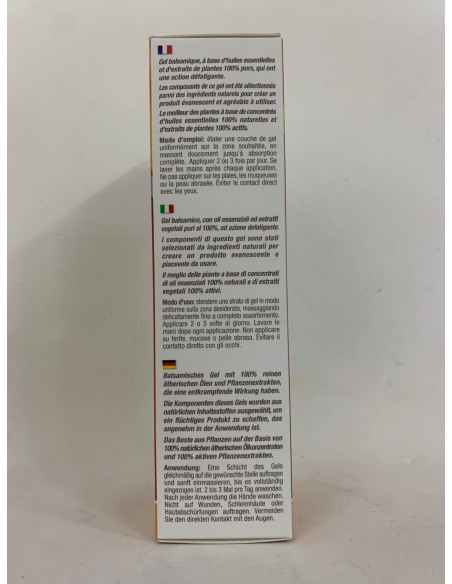 Gel balsamique, à base d'huiles essentielles
et d'extraits de plantes 100% purs, qui ont
une action défatigante.
Les composants de ce gel ont été sélectionnés
parmi des ingrédients naturels pour créer un
produit évanescent et agréable à utiliser.
Le meilleur des plantes à base de concentrés
d'huiles essentielles 100% naturelles et
d'extraits de plantes 100% actifs.
Mode d'emploi: étaler une couche de gel
uniformément sur la zone souhaitée, en
massant doucement jusqu'à absorption
complète. Appliquer 2 ou 3 fois par jour. Se
laver les mains après chaque application.
Ne pas appliquer sur les plaies, les muqueuses
ou la peau abrasée. Éviter le contact direct
avec les yeux.
Gel balsamico, con oli essenziali ed estratti
vegetali puri al 100%, ad azione defatigante.
I componenti di questo gel sono stati
selezionati da ingredienti naturali per
creare un prodotto evanescente e
piacevole da usare.
Il meglio delle piante a base di concentrati
di oli essenziali 100% naturali e di estratti
vegetali 100% attivi.
Modo d'uso: stendere uno strato di gel in modo
uniforme sulla zona desiderata, massaggiando
delicatamente fino a completo assortimento.
Applicare 2 o 3 volte al giorno. Lavare le
mani dopo ogni applicazione. Non applicare
su ferite, mucose o pelle abrasa. Evitare il
contatto diretto con gli occhi.
Balsamisches Gel mit 100% reinen
ätherischen Ölen und Pflanzenextrakten,
die eine entkrampfende Wirkung haben.
Die Komponenten dieses Gels wurden aus
natürlichen Inhaltsstoffen ausgewählt, um
ein flüchtiges Produkt zu schaffen, das
angenehm in der Anwendung ist.
Das Beste aus Pflanzen auf der Basis von
100% natürlichen ätherischen Ölkonzentraten
und 100% aktiven Pflanzenextrakten.
Anwendung: Eine Schicht des Gels
gleichmäßig auf die gewünschte Stelle auftragen
und sanft einmassieren, bis es vollständig
eingezogen ist. 2 bis 3 Mal pro Tag anwenden.
Nach jeder Anwendung die Hände waschen.
Nicht auf Wunden, Schleimhäute oder
Hautabschürfungen auftragen. Vermeiden
Sie den direkten Kontakt mit den Augen.